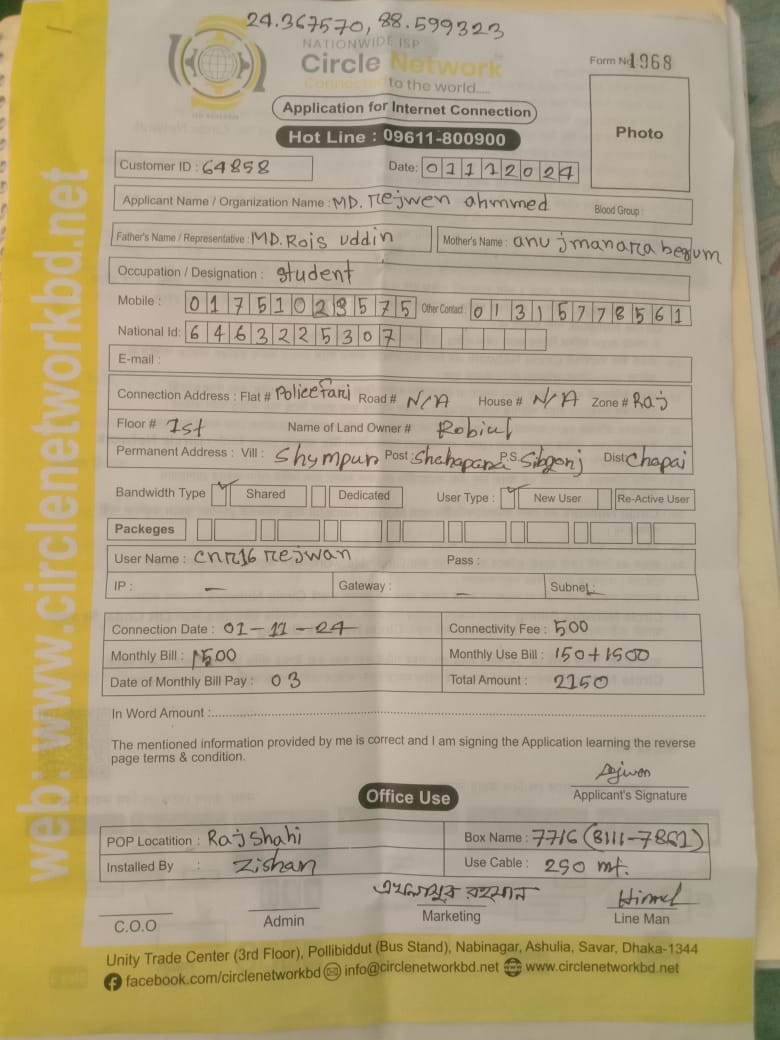 24.367570, 88.599323
NATIONWIDE ISP
Circle Network
Connected to the world.....
Form No 1968
Application for Internet Connection
Hot Line : 09611-800900
Photo
Customer ID : 64858
Date: 01112024
Applicant Name / Organization Name : MD. rejwen ahmmed
Blood Group :
Father's Name / Representative : MD. Rois uddin
Mother's Name : anujmanara begum
Occupation / Designation : student
Mobile : 01751023575 Other Contact : 01315778561
National Id: 6463225307
E-mail :
Connection Address : Flat # Policefari Road # N/A House # N/A Zone # Raj
Floor # 1st Name of Land Owner # Robiul
Permanent Address : Vill : Shympur Post : Shahapara P.S. Sibgonj Dist: Chapai
Bandwidth Type Shared Dedicated User Type : New User Re-Active User
Packeges
User Name : cnr16 rejwan Pass :
IP : – Gateway : – Subnet : –
Connection Date : 01-11-24 Connectivity Fee : 500
Monthly Bill : 1500 Monthly Use Bill : 150+1500
Date of Monthly Bill Pay : 03 Total Amount : 2150
In Word Amount :
The mentioned information provided by me is correct and I am signing the Application learning the reverse
page terms & condition.
Rejwan
Applicant's Signature
Office Use
POP Locatition : Rajshahi Box Name : 7716 (8111-7861)
Installed By : Zishan Use Cable : 290 mt.
Himel
C.O.O Admin Marketing Line Man
Unity Trade Center (3rd Floor), Pollibiddut (Bus Stand), Nabinagar, Ashulia, Savar, Dhaka-1344
facebook.com/circlenetworkbd info@circlenetworkbd.net www.circlenetworkbd.net
web: www.circlenetworkbd.net